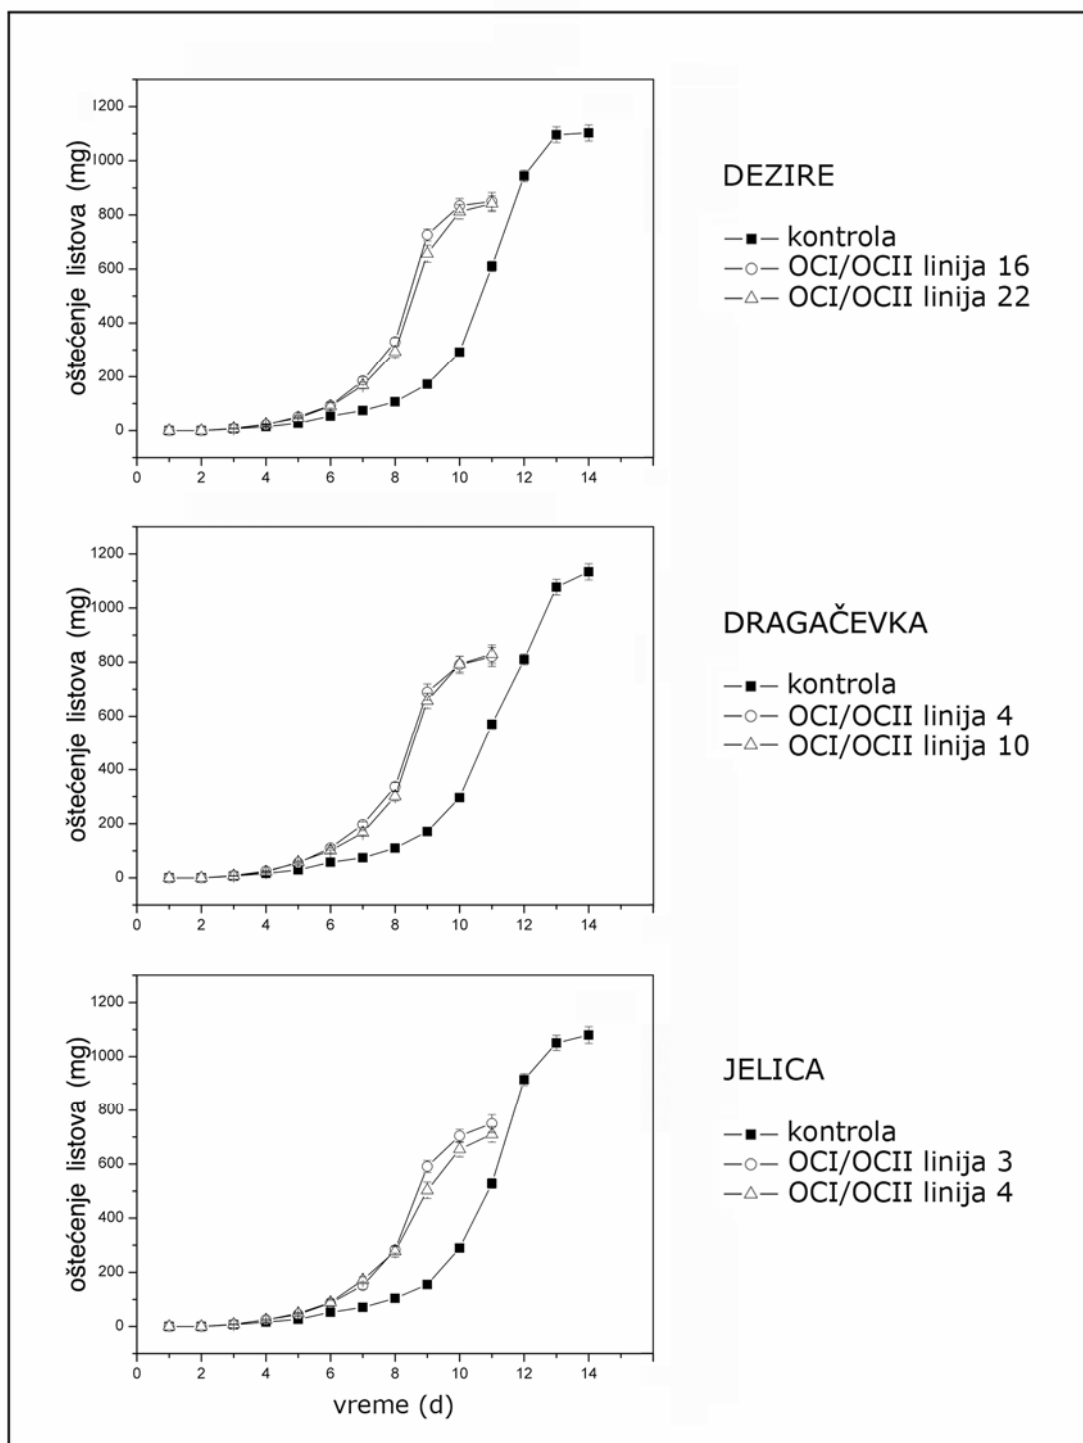 1200
1000
800
600
400
200
0
oštećenje listova (mg)
0 2 4 6 8 10 12 14
DEZIRE
kontrola
OCI/OCII linija 16
OCI/OCII linija 22
1200
1000
800
600
400
200
0
oštećenje listova (mg)
0 2 4 6 8 10 12 14
DRAGAČEVKA
kontrola
OCI/OCII linija 4
OCI/OCII linija 10
1200
1000
800
600
400
200
0
oštećenje listova (mg)
0 2 4 6 8 10 12 14
vreme (d)
JELICA
kontrola
OCI/OCII linija 3
OCI/OCII linija 4